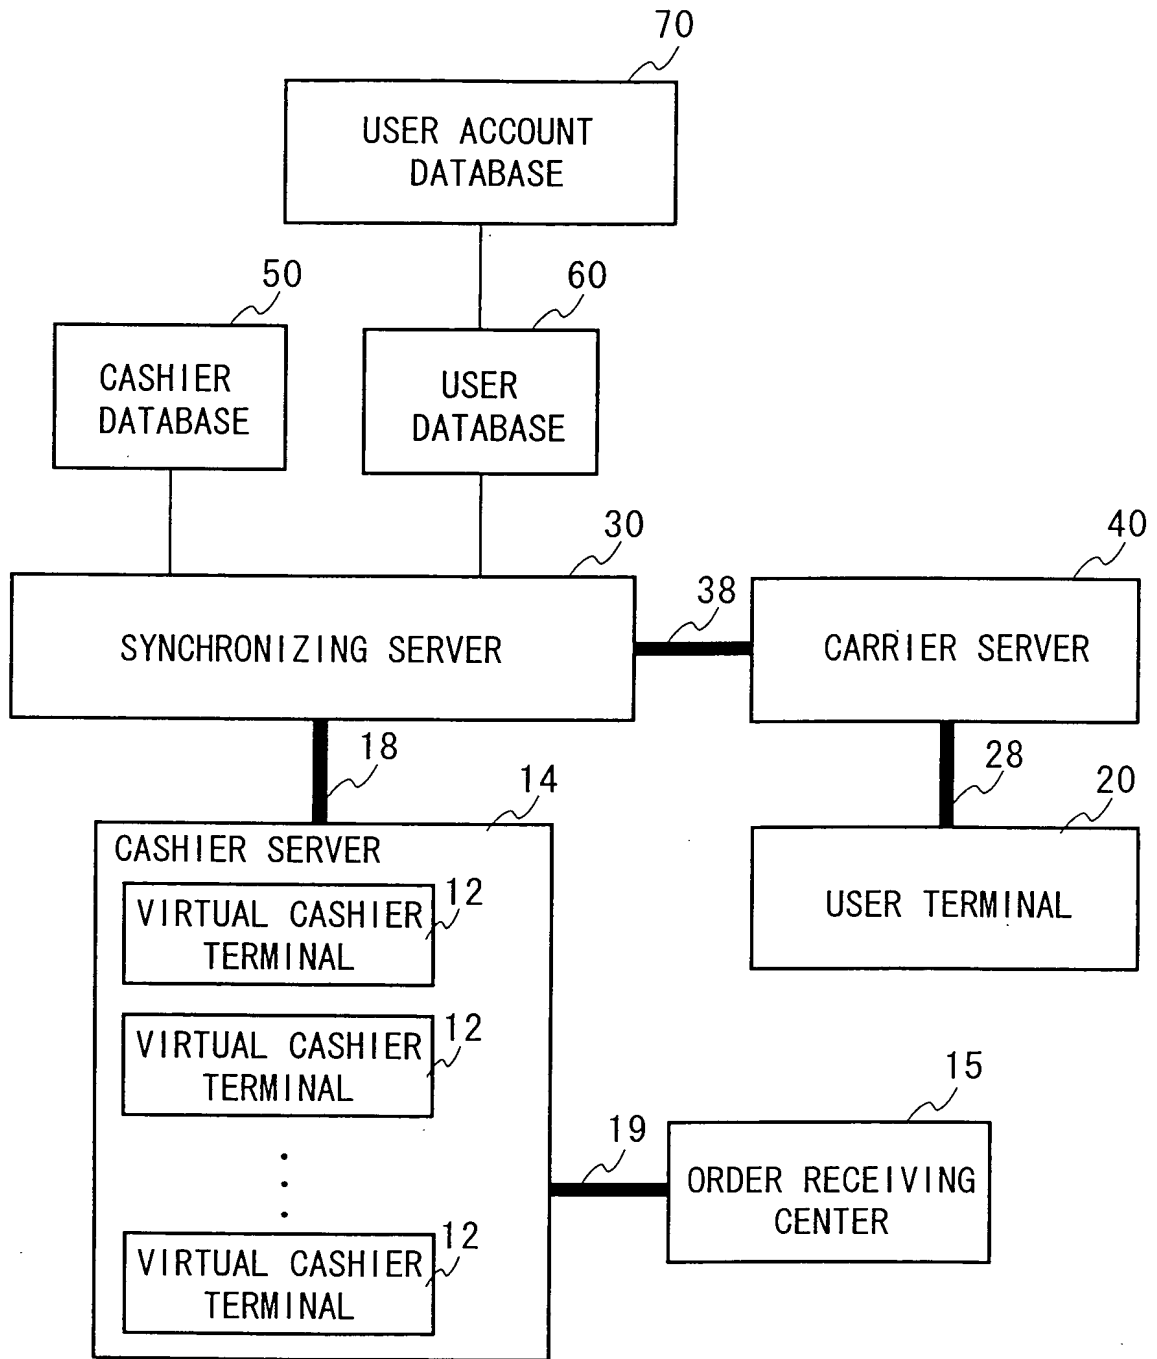 70
USER ACCOUNT
DATABASE
50
60
CASHIER
DATABASE
USER
DATABASE
30
40
SYNCHRONIZING SERVER
38
CARRIER SERVER
18
28
14
20
CASHIER SERVER
VIRTUAL CASHIER
TERMINAL
12
USER TERMINAL
VIRTUAL CASHIER
TERMINAL
12
15
19
ORDER RECEIVING
CENTER
VIRTUAL CASHIER
TERMINAL
12